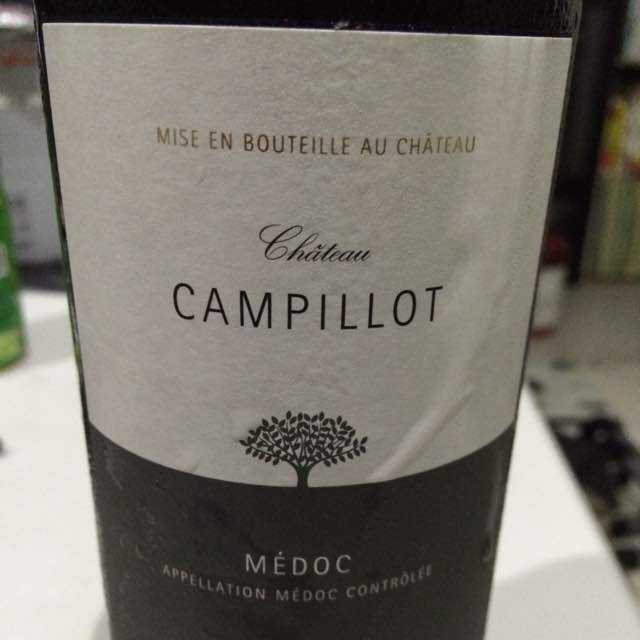 MISE EN BOUTEILLE AU CHÂTEAU
Château
CAMPILLOT
MÉDOC
APPELLATION MÉDOC CONTRÔLÉE